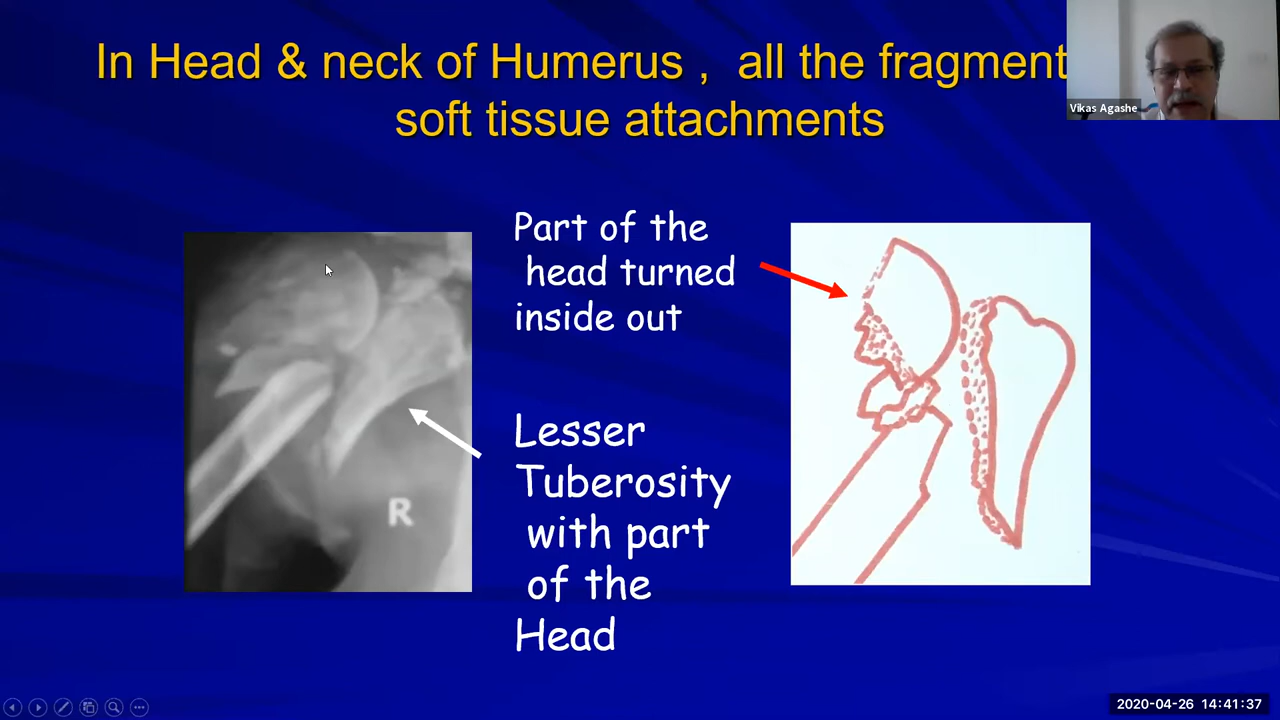 In Head & neck of Humerus , all the fragment
soft tissue attachments
Vikas Agashe
Part of the
head turned
inside out
Lesser
Tuberosity
with part
of the
Head
R
2020-04-26 14:41:37